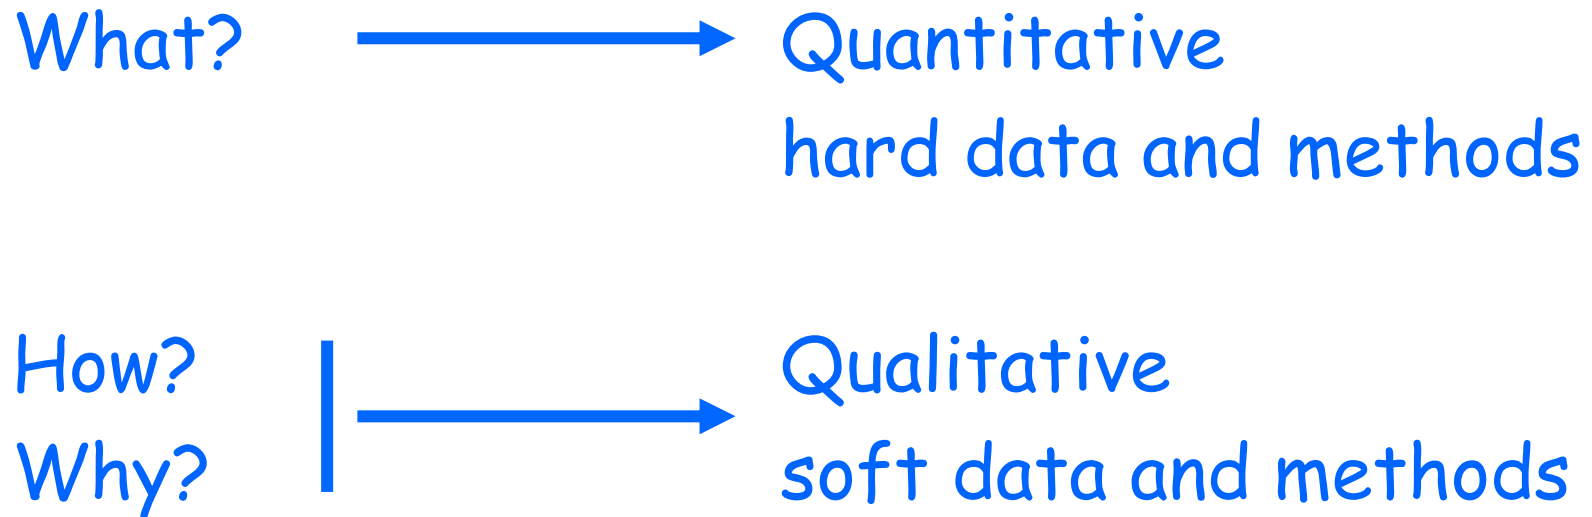 What? Quantitative
hard data and methods
How? Qualitative
Why? soft data and methods